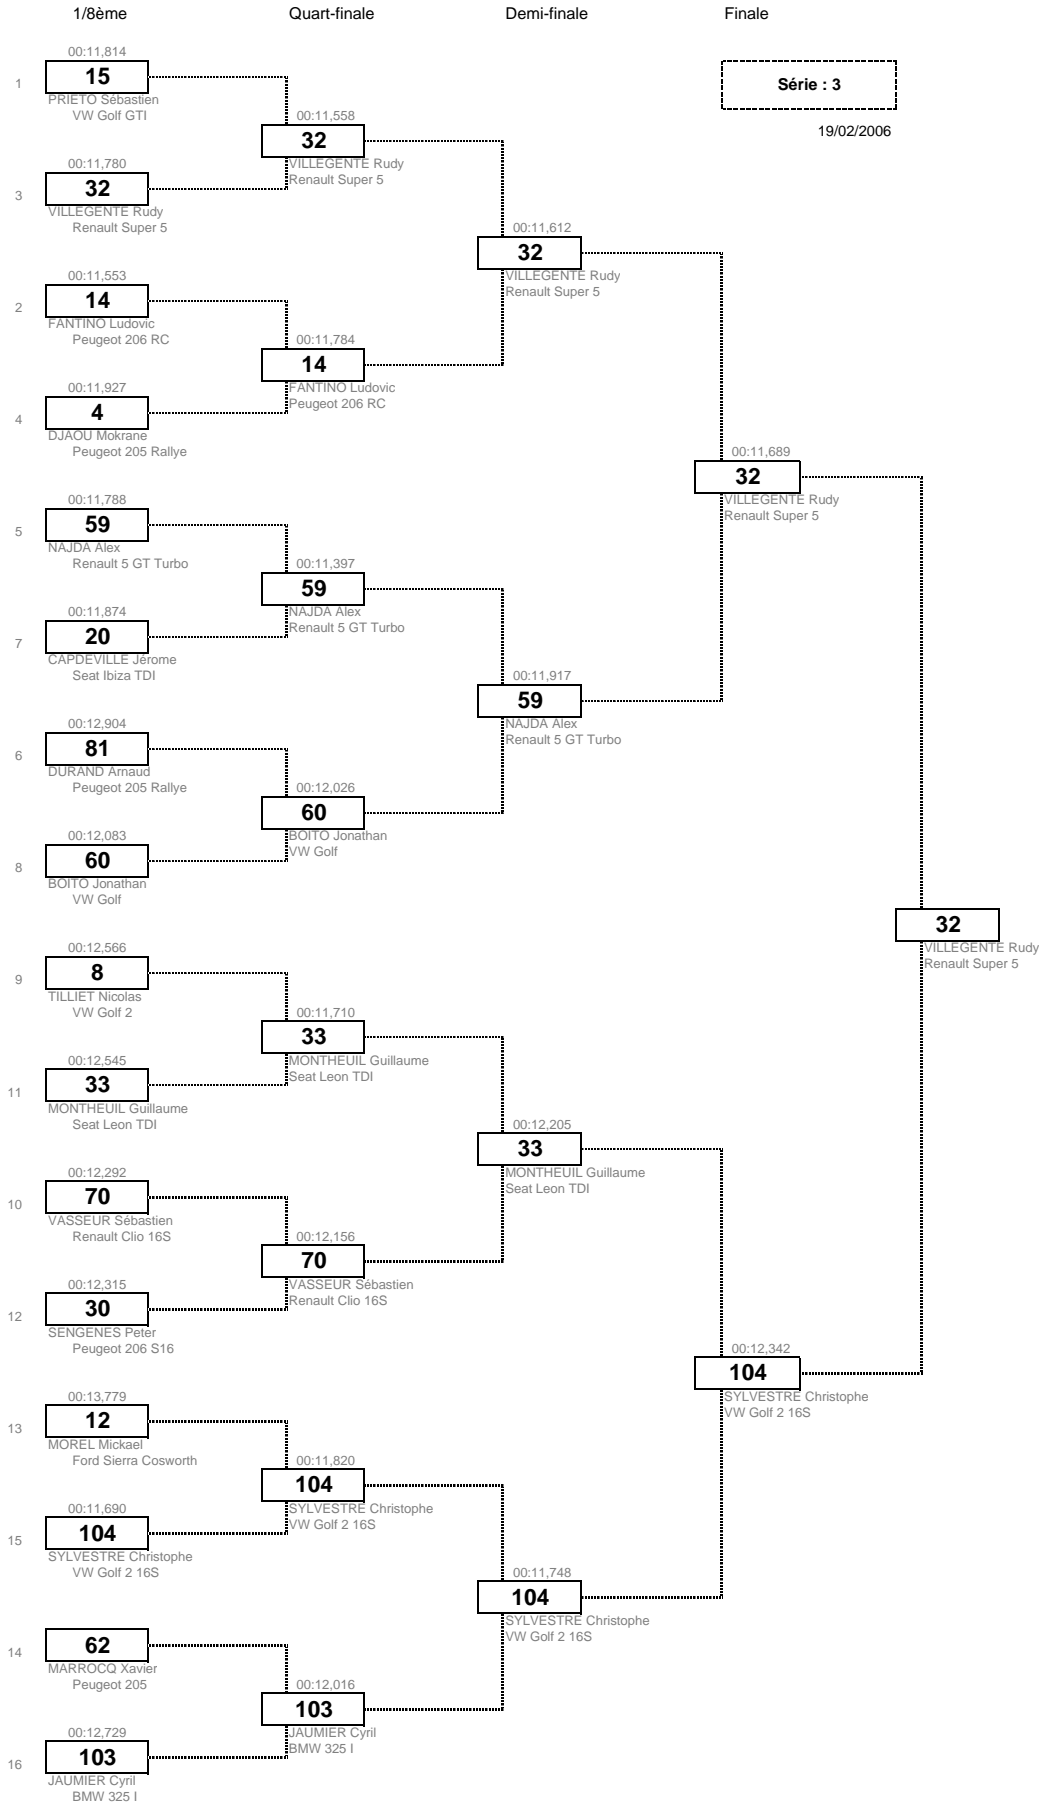 1/8ème Quart-finale Demi-finale Finale
Série : 3
19/02/2006
00:11,814
1 15
PRIETO Sébastien
VW Golf GTI
00:11,780
3 32
VILLEGENTE Rudy
Renault Super 5
00:11,553
2 14
FANTINO Ludovic
Peugeot 206 RC
00:11,927
4 4
DJAOU Mokrane
Peugeot 205 Rallye
00:11,788
5 59
NAJDA Alex
Renault 5 GT Turbo
00:11,874
7 20
CAPDEVILLE Jérome
Seat Ibiza TDI
00:12,904
6 81
DURAND Arnaud
Peugeot 205 Rallye
00:12,083
8 60
BOITO Jonathan
VW Golf
00:12,566
9 8
TILLIET Nicolas
VW Golf 2
00:12,545
11 33
MONTHEUIL Guillaume
Seat Leon TDI
00:12,292
10 70
VASSEUR Sébastien
Renault Clio 16S
00:12,315
12 30
SENGENES Peter
Peugeot 206 S16
00:13,779
13 12
MOREL Mickael
Ford Sierra Cosworth
00:11,690
15 104
SYLVESTRE Christophe
VW Golf 2 16S
14 62
MARROCQ Xavier
Peugeot 205
00:12,729
16 103
JAUMIER Cyril
BMW 325 I
00:11,558
32
VILLEGENTE Rudy
Renault Super 5
00:11,784
14
FANTINO Ludovic
Peugeot 206 RC
00:11,397
59
NAJDA Alex
Renault 5 GT Turbo
00:12,026
60
BOITO Jonathan
VW Golf
00:11,710
33
MONTHEUIL Guillaume
Seat Leon TDI
00:12,156
70
VASSEUR Sébastien
Renault Clio 16S
00:11,820
104
SYLVESTRE Christophe
VW Golf 2 16S
00:12,016
103
JAUMIER Cyril
BMW 325 I
00:11,612
32
VILLEGENTE Rudy
Renault Super 5
00:11,917
59
NAJDA Alex
Renault 5 GT Turbo
00:12,205
33
MONTHEUIL Guillaume
Seat Leon TDI
00:11,748
104
SYLVESTRE Christophe
VW Golf 2 16S
00:11,689
32
VILLEGENTE Rudy
Renault Super 5
00:12,342
104
SYLVESTRE Christophe
VW Golf 2 16S
32
VILLEGENTE Rudy
Renault Super 5